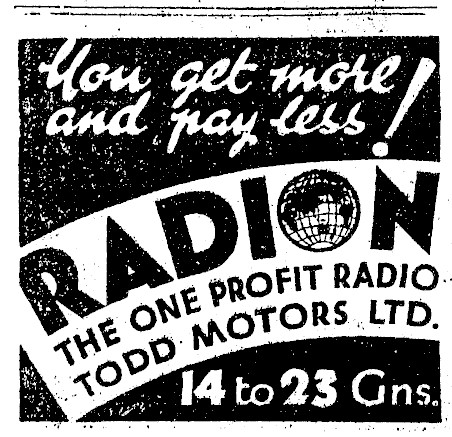 You get more
and pay less!
RADION
THE ONE PROFIT RADIO
TODD MOTORS LTD.
14 to 23 Gns.